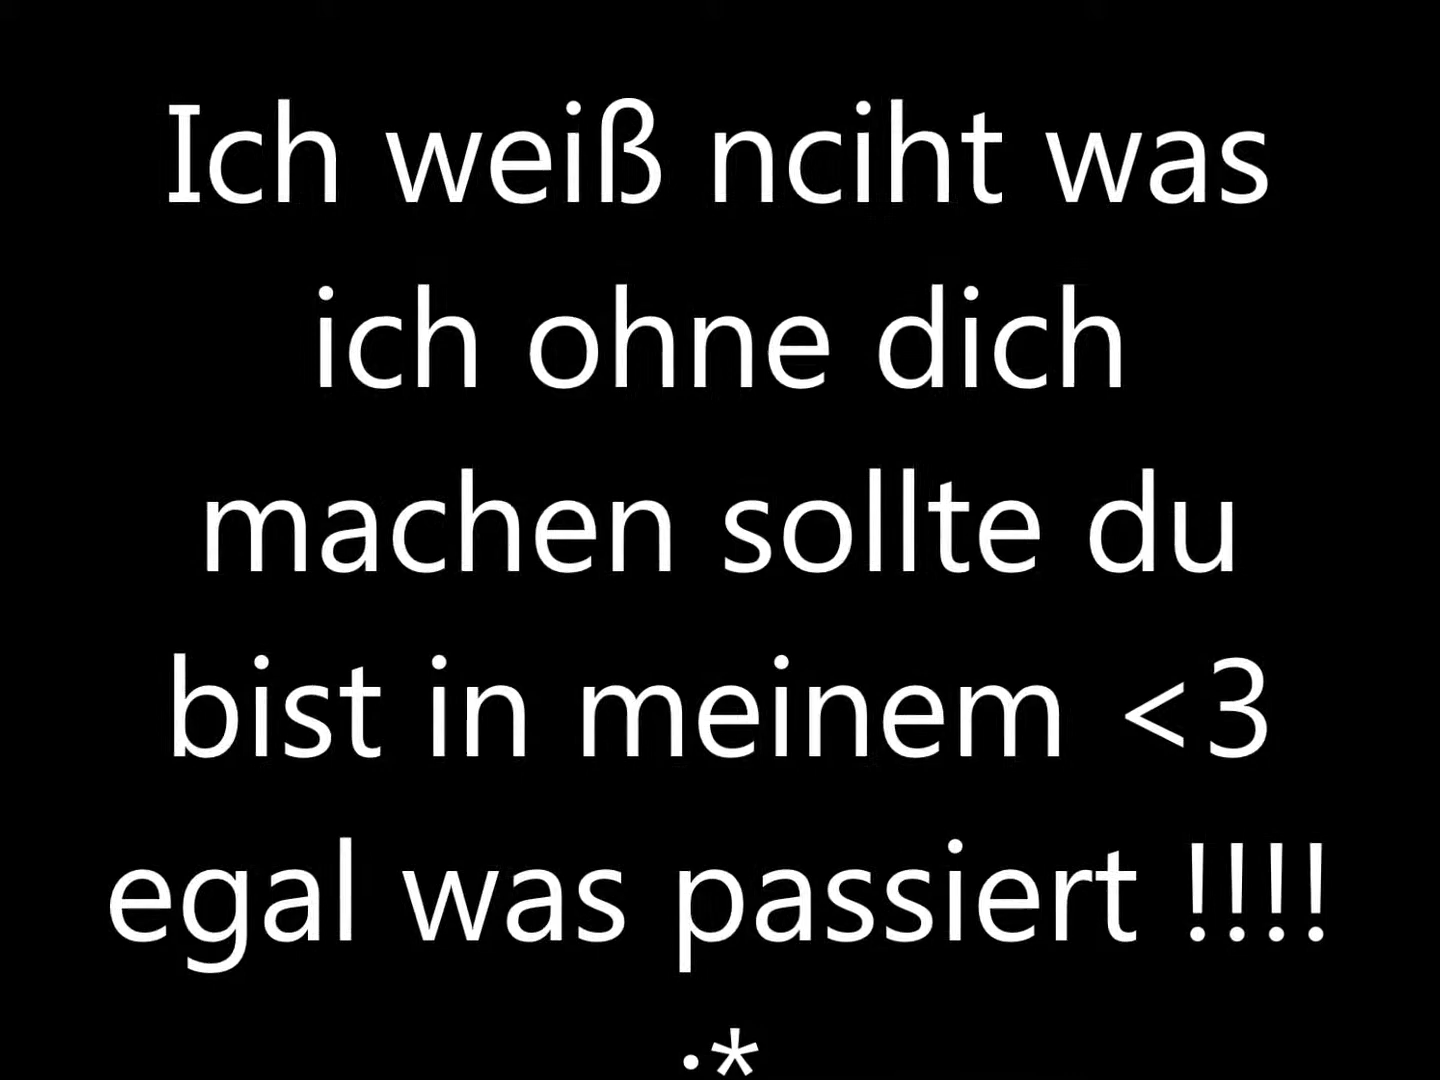 Ich weiß nciht was
ich ohne dich
machen sollte du
bist in meinem <3
egal was passiert !!!!
:*